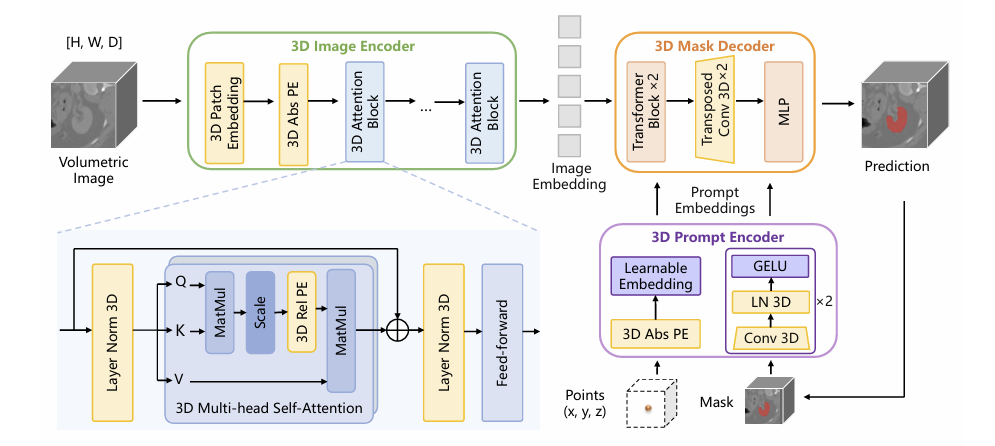 [H, W, D]
Volumetric
Image
3D Image Encoder
3D Patch
Embedding
3D Abs PE
3D Attention
Block
...
3D Attention
Block
Image
Embedding
3D Mask Decoder
Transformer
Block ×2
Transposed
Conv 3D×2
MLP
Prediction
Prompt
Embeddings
3D Prompt Encoder
Learnable
Embedding
3D Abs PE
GELU
LN 3D
×2
Conv 3D
Points
(x, y, z)
Mask
Layer Norm 3D
Q
K
V
MatMul
Scale
3D Rel PE
MatMul
3D Multi-head Self-Attention
Layer Norm 3D
Feed-forward